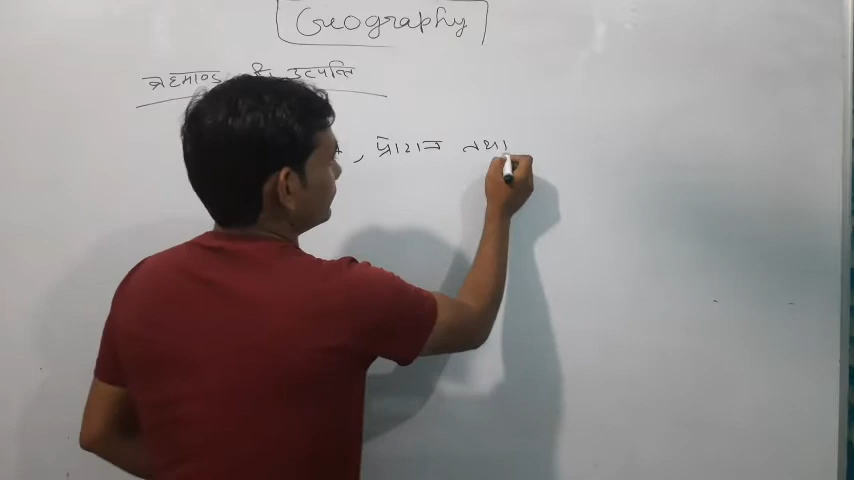 Geography
ब्रह्माण्ड की उत्पत्ति
, प्रोटान तथा